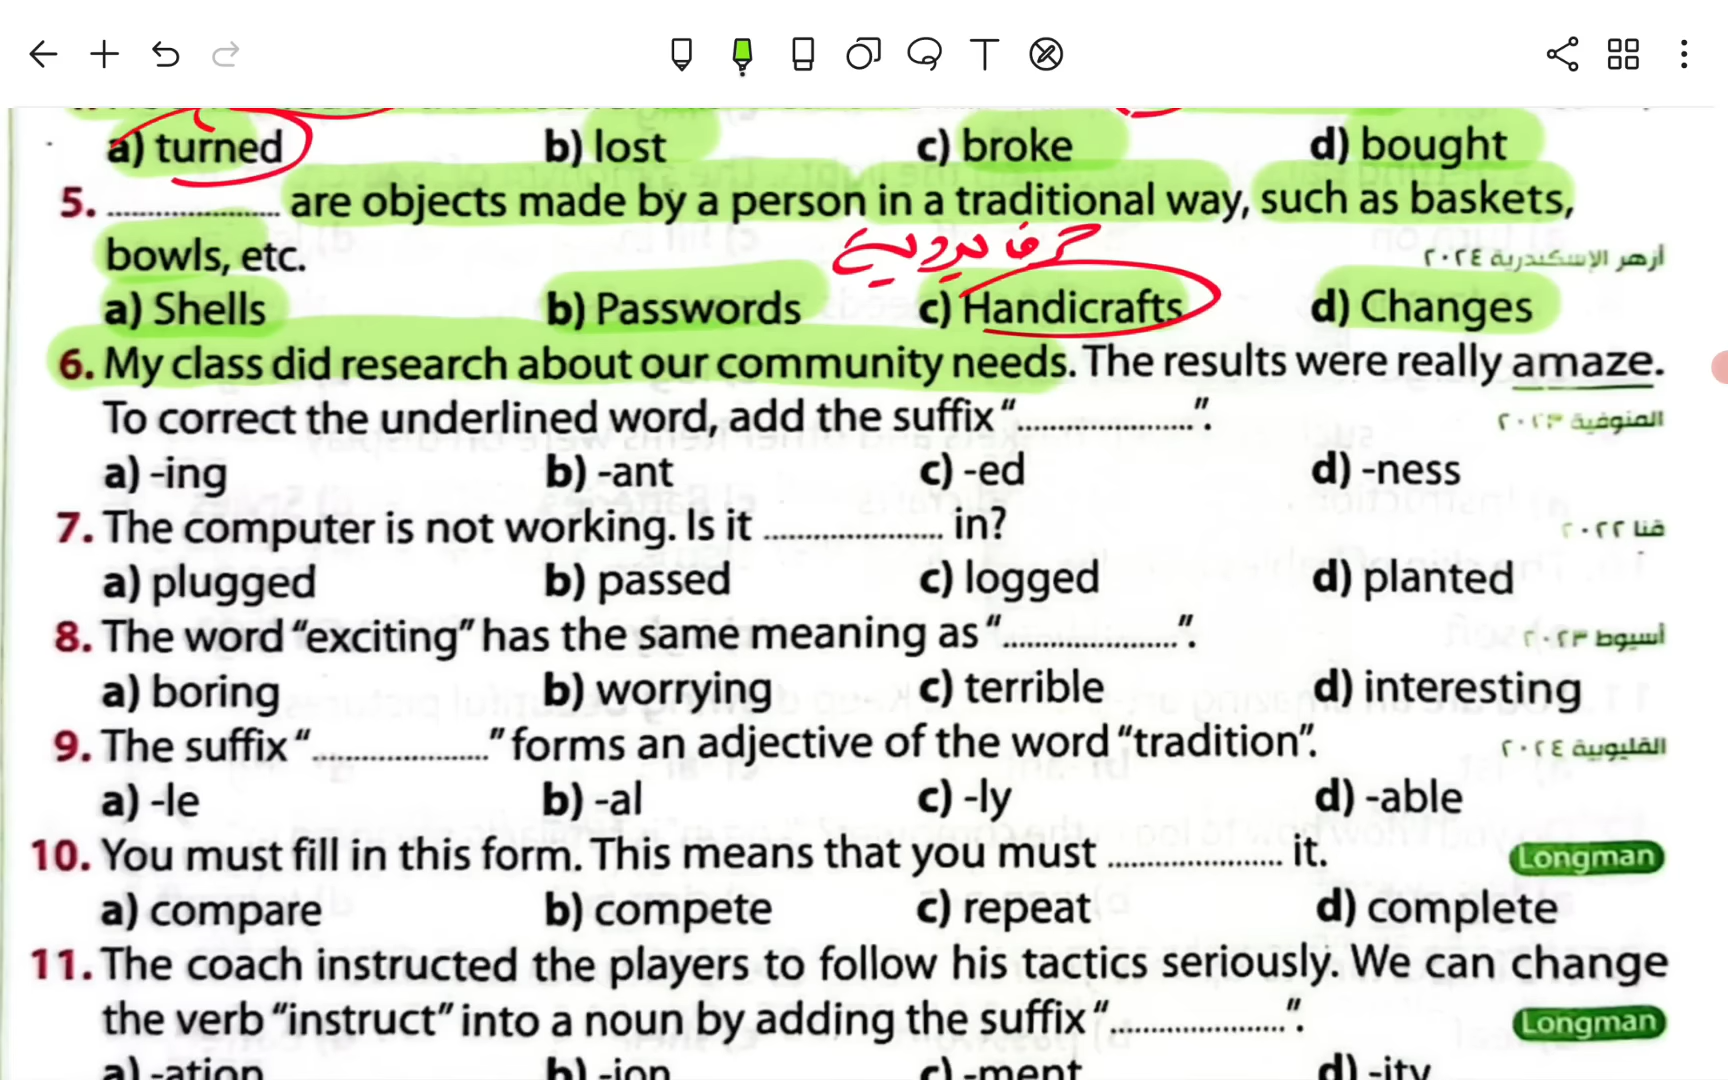 a) turned b) lost c) broke d) bought
5. .................... are objects made by a person in a traditional way, such as baskets,
bowls, etc. أزهر الإسكندرية ٢٠٢٤
حرف يدوية
a) Shells b) Passwords c) Handicrafts d) Changes
6. My class did research about our community needs. The results were really amaze.
To correct the underlined word, add the suffix “....................”. المنوفية ٢٠٢٣
a) -ing b) -ant c) -ed d) -ness
7. The computer is not working. Is it .................... in? قنا ٢٠٢٢
a) plugged b) passed c) logged d) planted
8. The word “exciting” has the same meaning as “....................”. أسيوط ٢٠٢٣
a) boring b) worrying c) terrible d) interesting
9. The suffix “....................” forms an adjective of the word “tradition”. القليوبية ٢٠٢٤
a) -le b) -al c) -ly d) -able
10. You must fill in this form. This means that you must .................... it. Longman
a) compare b) compete c) repeat d) complete
11. The coach instructed the players to follow his tactics seriously. We can change
the verb “instruct” into a noun by adding the suffix “....................”. Longman
a) -ation b) -ion c) -ment d) -ity